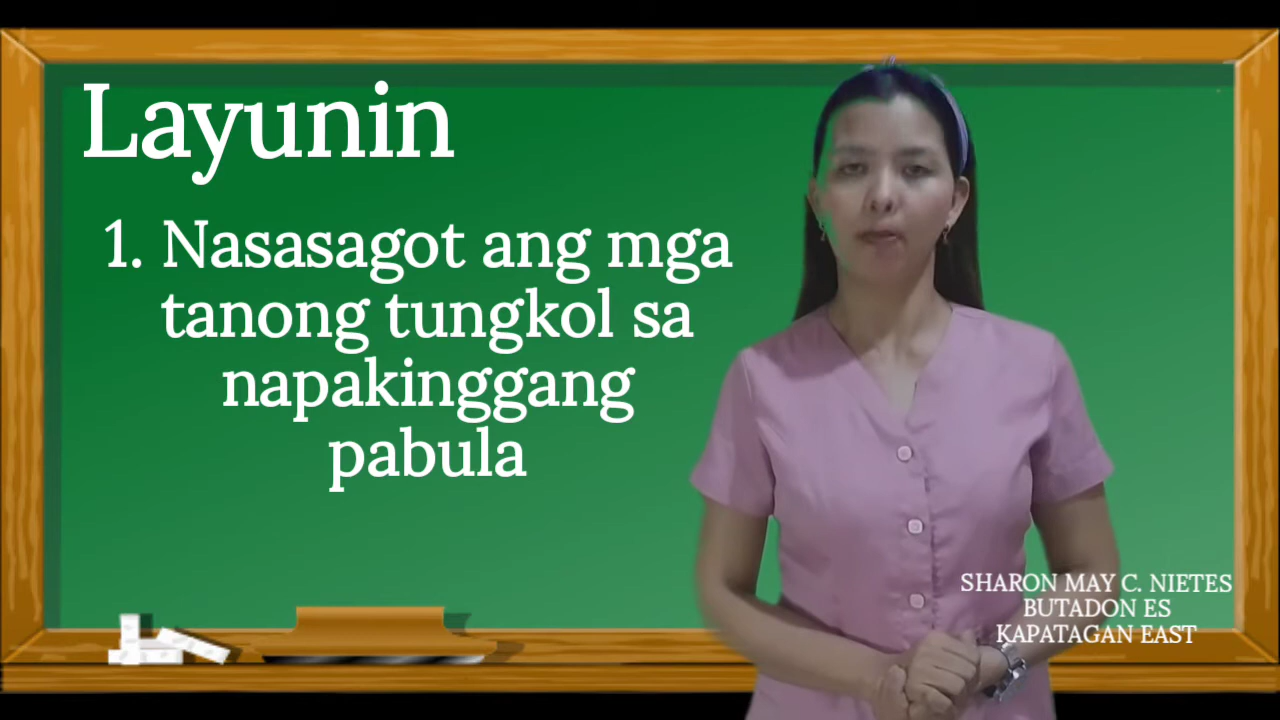 Layunin
1. Nasasagot ang mga
tanong tungkol sa
napakinggang
pabula
SHARON MAY C. NIETES
BUTADON ES
KAPATAGAN EAST